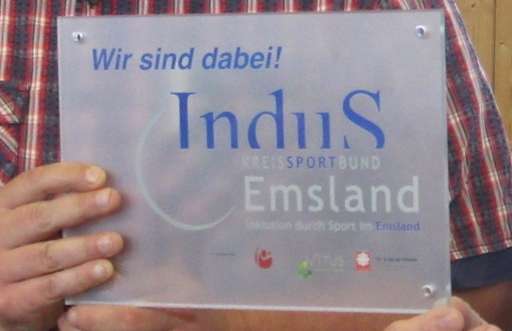 Wir sind dabei!
InduS
KREISSPORTBUND
Emsland
Inklusion durch Sport im Emsland